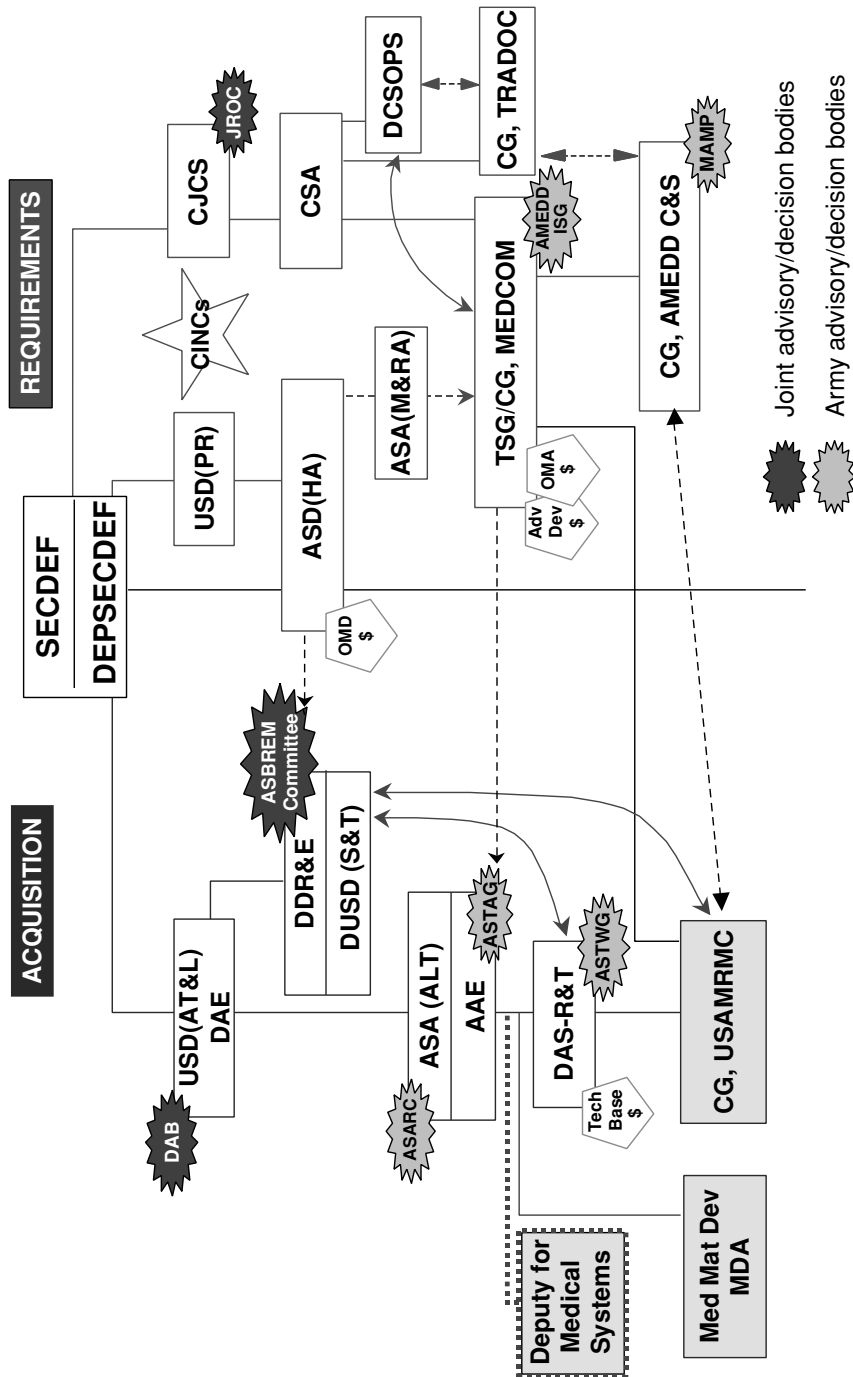 ACQUISITION
REQUIREMENTS
SECDEF
DEPSECDEF
DAB
USD(AT&L)
DAE
USD(PR)
CINCs
CJCS
JROC
ASBREM
Committee
DDR&E
DUSD (S&T)
OMD
$
ASD(HA)
CSA
DCSOPS
ASARC
ASA (ALT)
AAE
ASTAG
ASA(M&RA)
TSG/CG, MEDCOM
Adv
Dev
$
OMA
$
AMEDD
ISG
CG, TRADOC
Deputy for
Medical
Systems
DAS-R&T
Tech
Base
$
ASTWG
Med Mat Dev
MDA
CG, USAMRMC
CG, AMEDD C&S
MAMP
Joint advisory/decision bodies
Army advisory/decision bodies